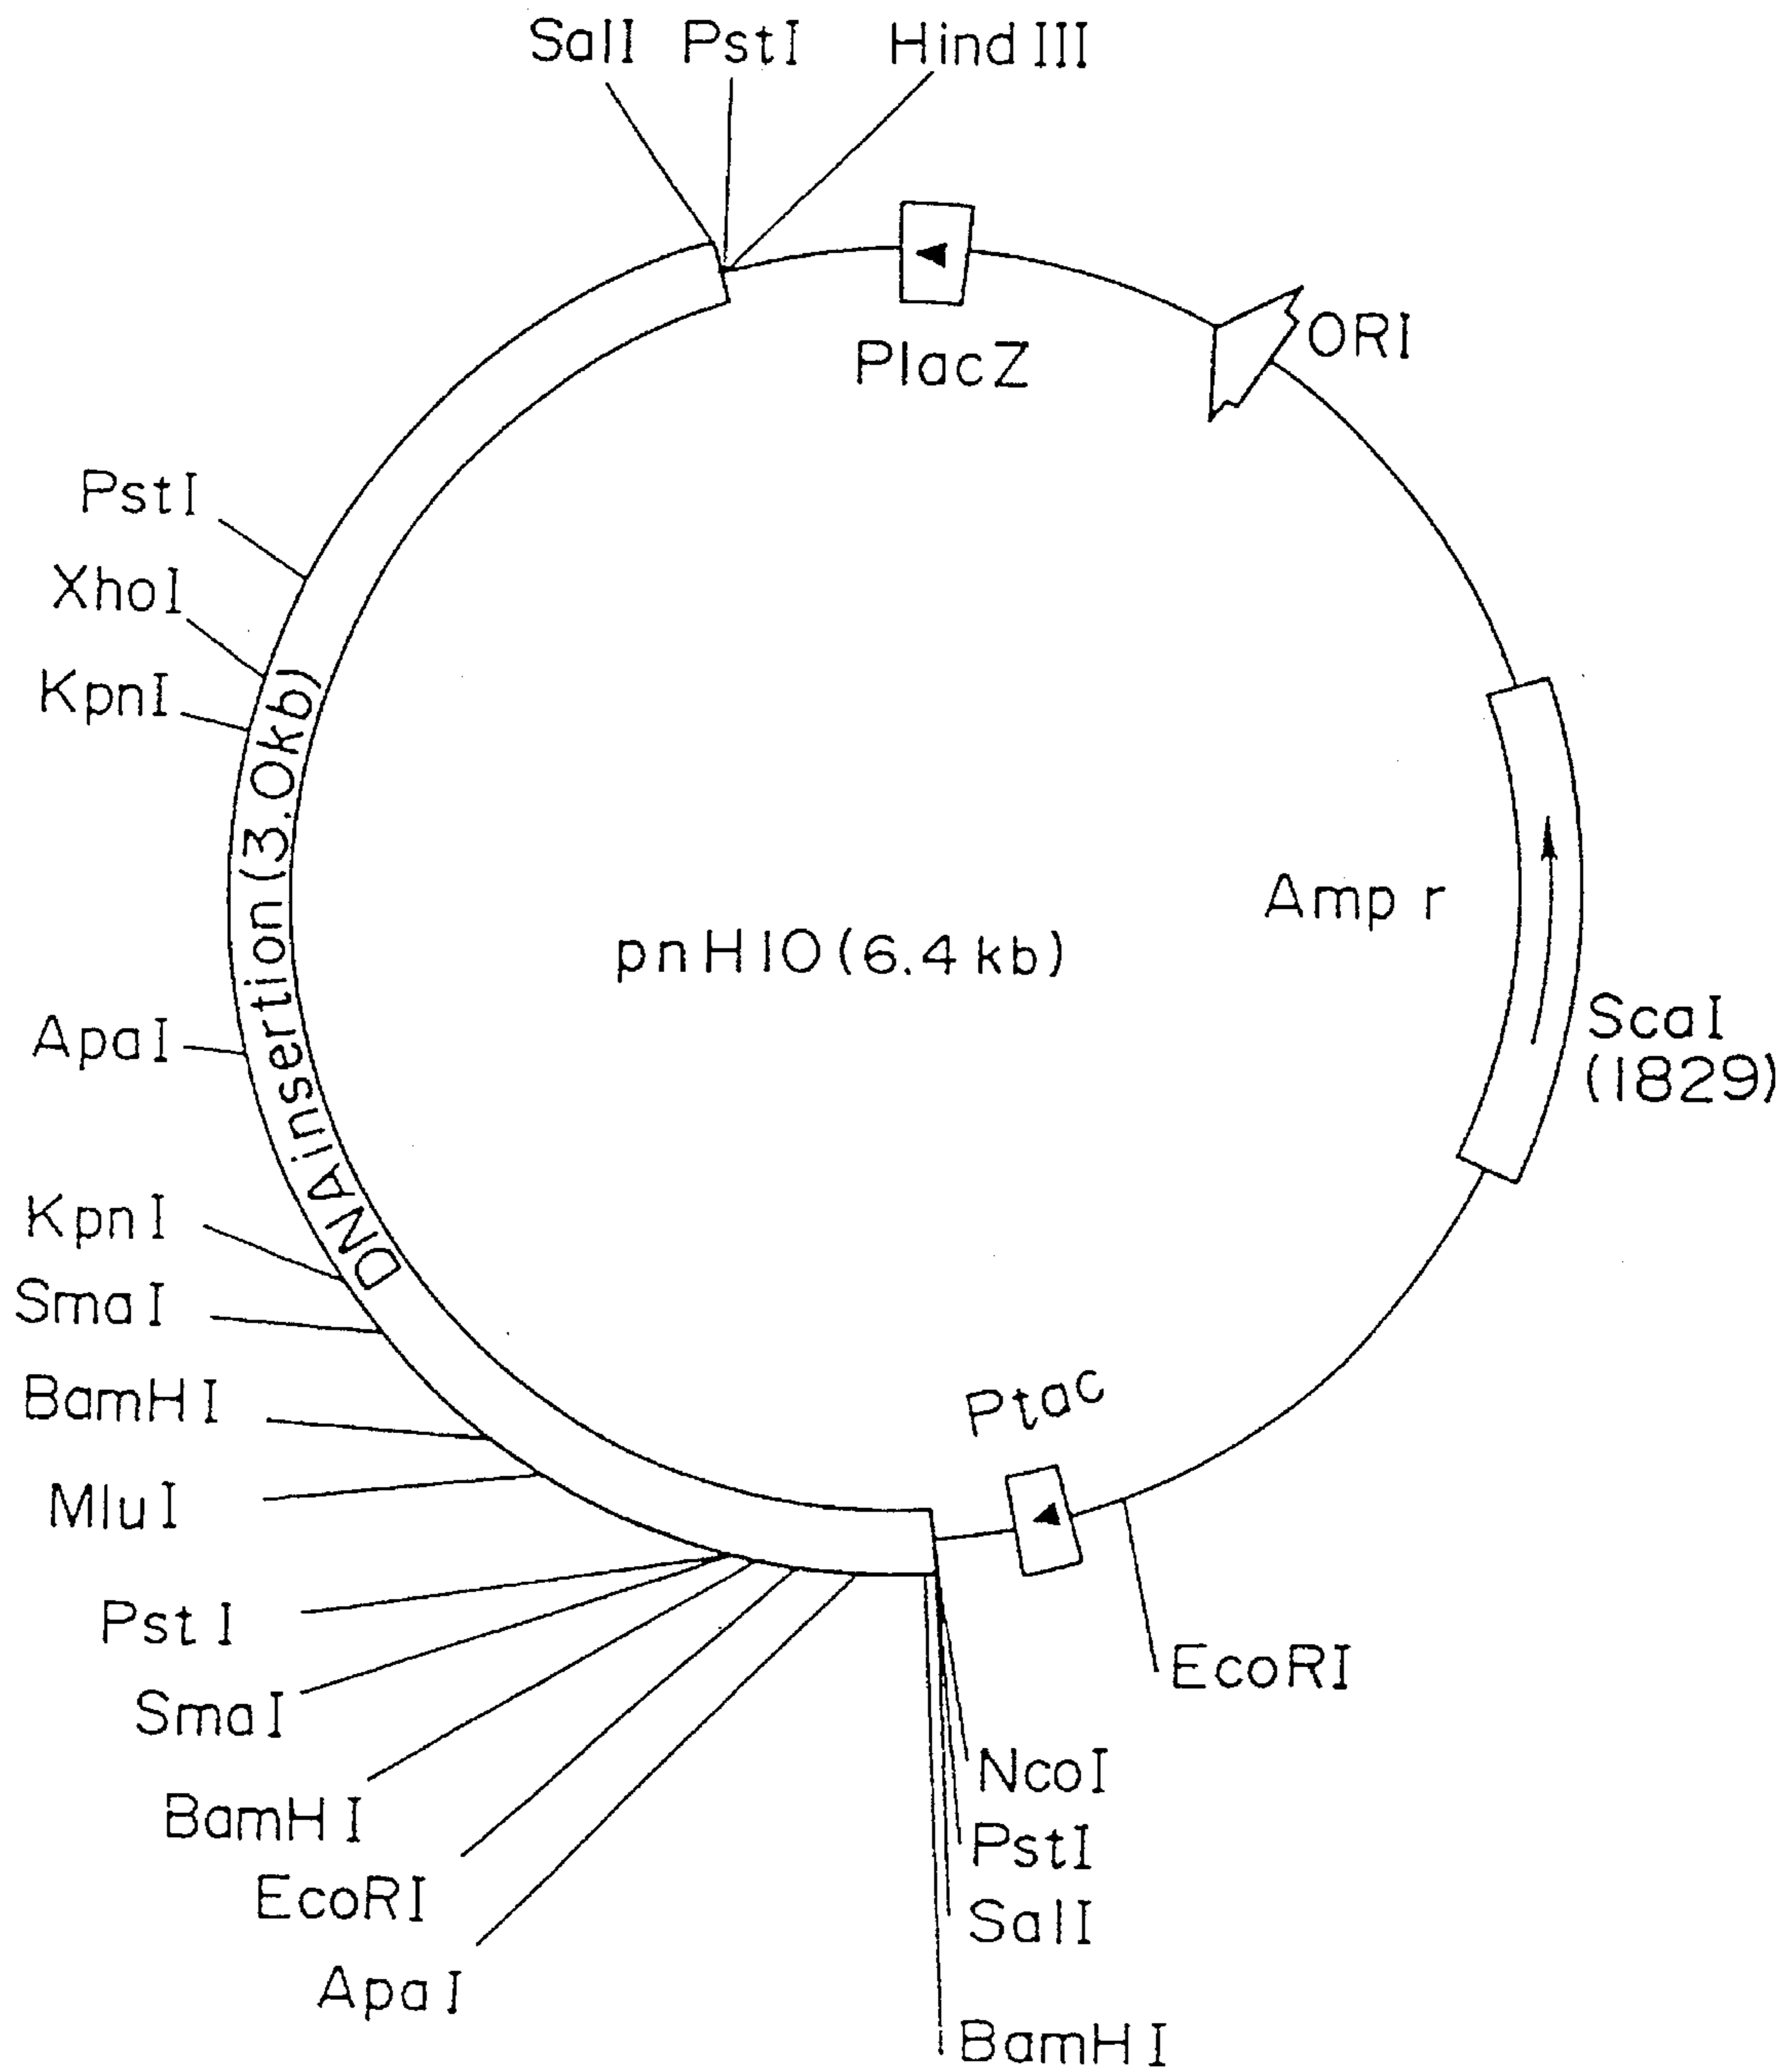 SalI PstI HindIII
PlacZ
ORI
PstI
XhoI
KpnI
DNAinsertion(3.0kb)
Amp r
pnH10(6.4kb)
ScaI
(1829)
ApaI
KpnI
SmaI
BamHI
Ptac
MluI
PstI
EcoRI
SmaI
NcoI
BamHI
PstI
EcoRI
SalI
ApaI
BamHI